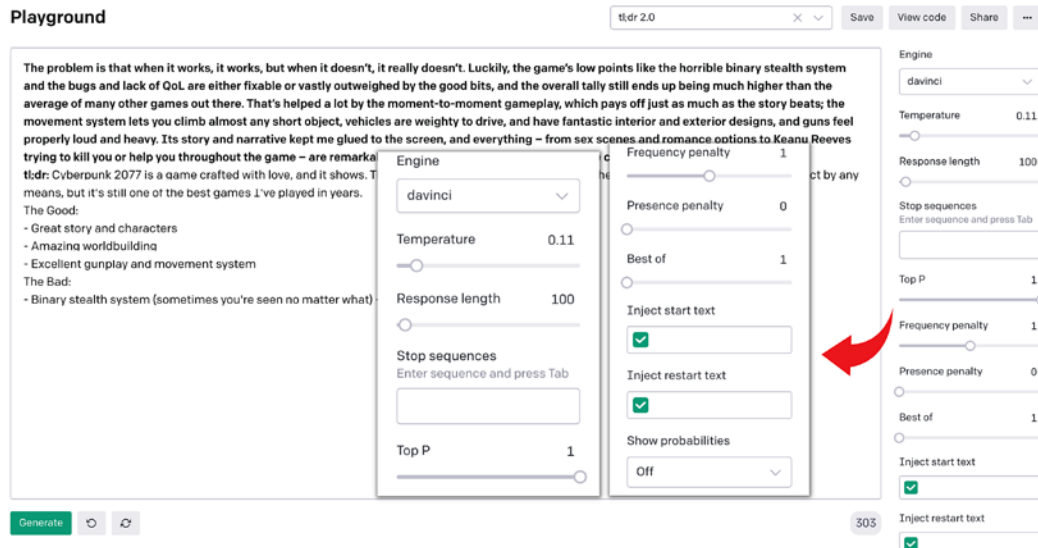 Playground
tl;dr 2.0
Save
View code
Share
The problem is that when it works, it works, but when it doesn't, it really doesn't. Luckily, the game's low points like the horrible binary stealth system
and the bugs and lack of QoL are either fixable or vastly outweighed by the good bits, and the overall tally still ends up being much higher than the
average of many other games out there. That's helped a lot by the moment-to-moment gameplay, which pays off just as much as the story beats; the
movement system lets you climb almost any short object, vehicles are weighty to drive, and have fantastic interior and exterior designs, and guns feel
properly loud and heavy. Its story and narrative kept me glued to the screen, and everything – from sex scenes and romance options to Keanu Reeves
trying to kill you or help you throughout the game – are
tl;dr: Cyberpunk 2077 is a game crafted with love, and it shows. ct by any
means, but it's still one of the best games I've played in years.
The Good:
- Great story and characters
- Amazing worldbuilding
- Excellent gunplay and movement system
The Bad:
- Binary stealth system (sometimes you're seen no matter what)
Engine
davinci
Temperature 0.11
Response length 100
Stop sequences
Enter sequence and press Tab
Top P 1
Frequency penalty 1
Presence penalty 0
Best of 1
Inject start text
Inject restart text
Show probabilities
Off
Engine
davinci
Temperature 0.11
Response length 100
Stop sequences
Enter sequence and press Tab
Top P 1
Frequency penalty 1
Presence penalty 0
Best of 1
Inject start text
Inject restart text
Generate
303